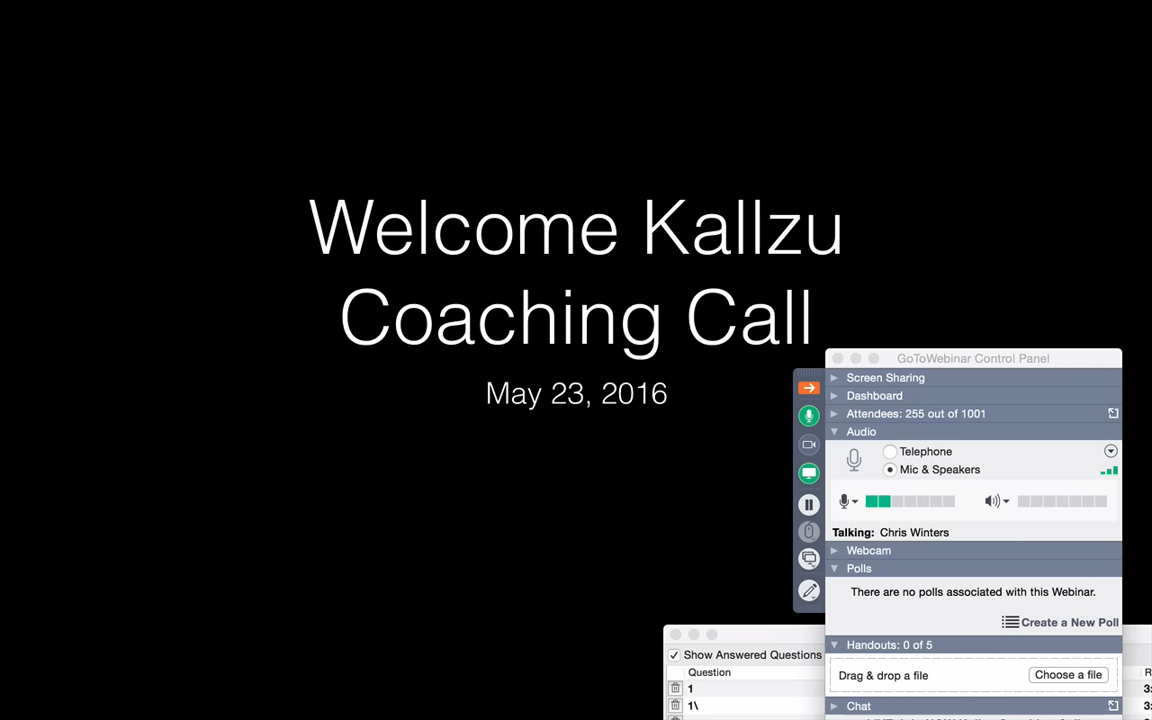 Welcome Kallzu
Coaching Call
May 23, 2016
GoToWebinar Control Panel
Screen Sharing
Dashboard
Attendees: 255 out of 1001
Audio
Telephone
Mic & Speakers
Talking: Chris Winters
Webcam
Polls
There are no polls associated with this Webinar.
Create a New Poll
Handouts: 0 of 5
Drag & drop a file
Choose a file
Chat
Show Answered Questions
Question
1
1\